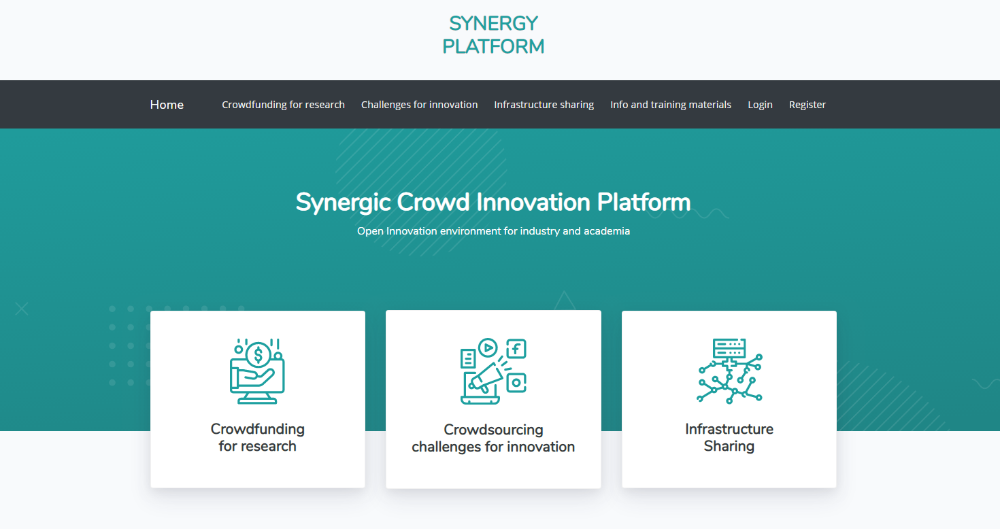 SYNERGY
PLATFORM
Home Crowdfunding for research Challenges for innovation Infrastructure sharing Info and training materials Login Register
Synergic Crowd Innovation Platform
Open Innovation environment for industry and academia
$
f
Crowdfunding
for research
Crowdsourcing
challenges for innovation
Infrastructure
Sharing